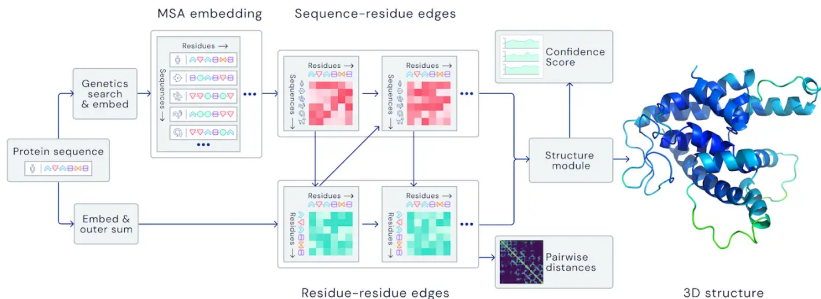 MSA embedding
Sequence-residue edges
Genetics
search
& embed
Residues →
Sequences →
Residues →
Sequences →
Residues →
Sequences →
Confidence
Score
Protein sequence
Structure
module
Embed &
outer sum
Residues →
Residues →
Residues →
Residues →
Pairwise
distances
Residue-residue edges
3D structure